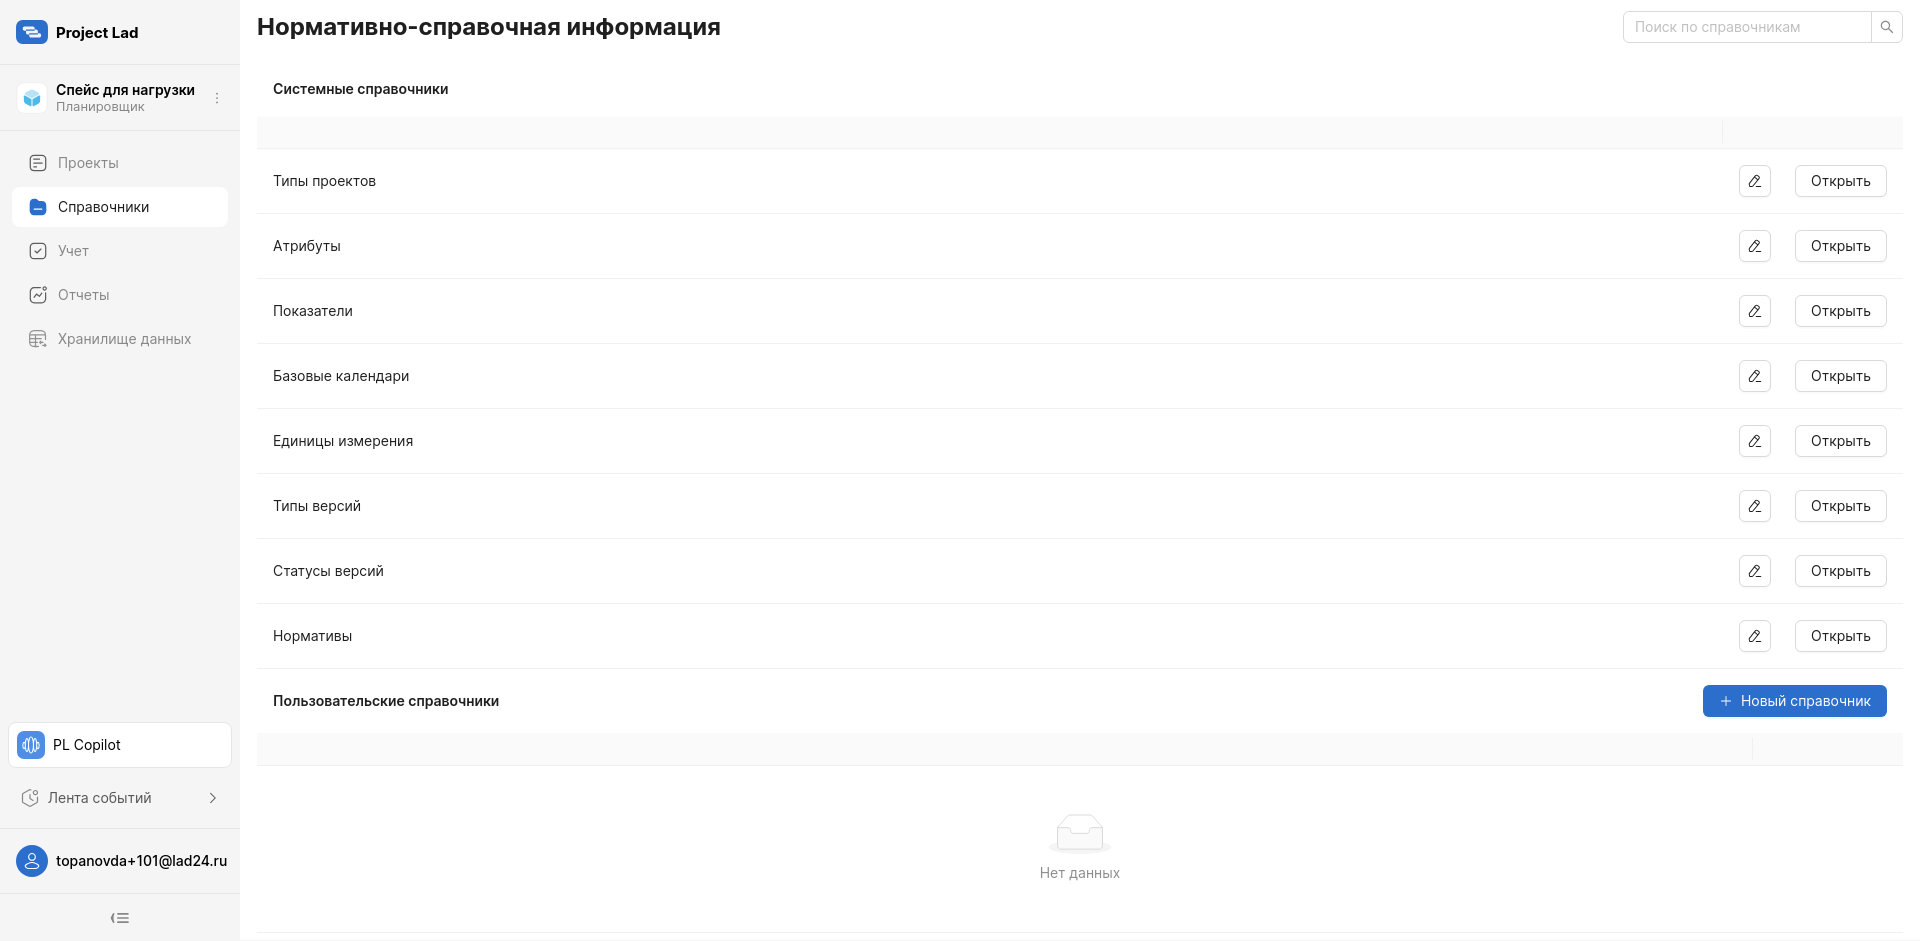 Project Lad
Спейс для нагрузки
Планировщик
Проекты
Справочники
Учет
Отчеты
Хранилище данных
PL Copilot
Лента событий
topanovda+101@lad24.ru
Нормативно-справочная информация
Поиск по справочникам
Системные справочники
Типы проектов
Открыть
Атрибуты
Открыть
Показатели
Открыть
Базовые календари
Открыть
Единицы измерения
Открыть
Типы версий
Открыть
Статусы версий
Открыть
Нормативы
Открыть
Пользовательские справочники
Новый справочник
Нет данных